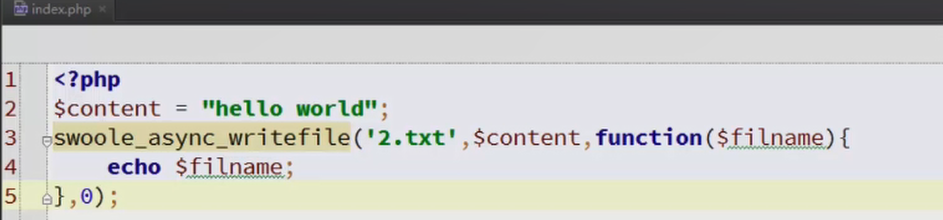 index.php ×
1 <?php
2 $content = "hello world";
3 swoole_async_writefile('2.txt',$content,function($filname){
4     echo $filname;
5 },0);